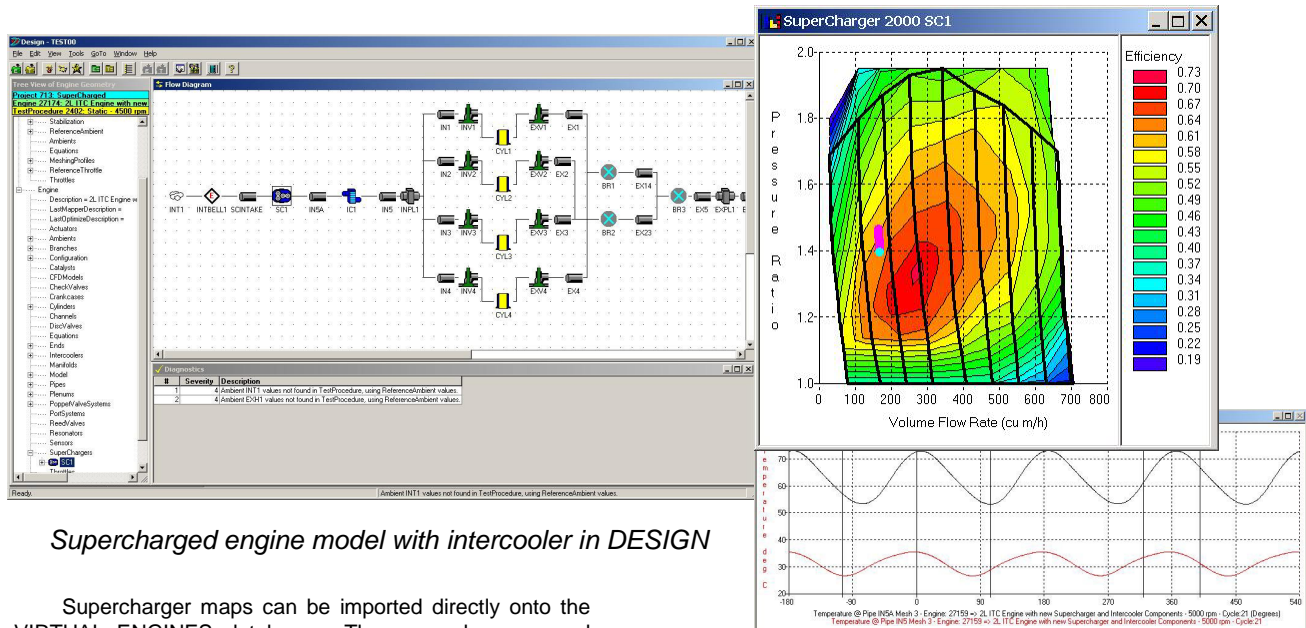 Design - TEST00
File Edit View Tools GoTo Window Help
Tree View of Engine Geometry
Project 713: SuperCharged
Engine 27174: 2L ITC Engine with new
TestProcedure 2402: Static - 4500 rpm
Stabilization
ReferenceAmbient
Ambients
Equations
MeshingProfiles
ReferenceThrottle
Throttles
Engine
Description = 2L ITC Engine w
LastMapperDescription =
LastOptimizeDescription =
Actuators
Ambients
Branches
Configuration
Catalysts
CFDModels
CheckValves
Crankcases
Cylinders
Channels
DiscValves
Equations
Ends
Intercoolers
Manifolds
Model
Pipes
Plenums
PoppetValveSystems
PortSystems
ReedValves
Resonators
Sensors
SuperChargers
SC1
Throttles
Ready.
Flow Diagram
IN1 INV1 EXV1 EX1
CYL1
IN2 INV2 EXV2 EX2
CYL2
BR1 EX14
INT1 INTBELL1 SCINTAKE SC1 IN5A IC1 IN5 INPL1
BR3 EX5 EXPL1 E
IN3 INV3 EXV3 EX3
BR2 EX23
CYL3
IN4 INV4 EXV4 EX4
CYL4
Diagnostics
# Severity Description
1 4 Ambient INT1 values not found in TestProcedure, using ReferenceAmbient values.
2 4 Ambient EXH1 values not found in TestProcedure, using ReferenceAmbient values.
Ambient INT1 values not found in TestProcedure, using ReferenceAmbient values.
SuperCharger 2000 SC1
Efficiency
0.73
0.70
0.67
0.64
0.61
0.58
0.55
0.52
0.49
0.46
0.43
0.40
0.37
0.34
0.31
0.28
0.25
0.22
0.19
Pressure Ratio
2.0
1.8
1.6
1.4
1.2
1.0
0 100 200 300 400 500 600 700 800
Volume Flow Rate (cu m/h)
emperature deg C
70
60
50
40
30
20
-180 -90 0 90 180 270 360 450 540
Temperature @ Pipe IN5A Mesh 3 - Engine: 27159 => 2L ITC Engine with new Supercharger and Intercooler Components - 5000 rpm - Cycle:21 (Degrees)
Temperature @ Pipe IN5 Mesh 3 - Engine: 27159 => 2L ITC Engine with new Supercharger and Intercooler Components - 5000 rpm - Cycle:21
Supercharged engine model with intercooler in DESIGN
Supercharger maps can be imported directly onto the